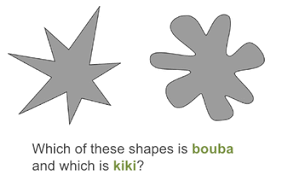 Which of these shapes is bouba
and which is kiki?